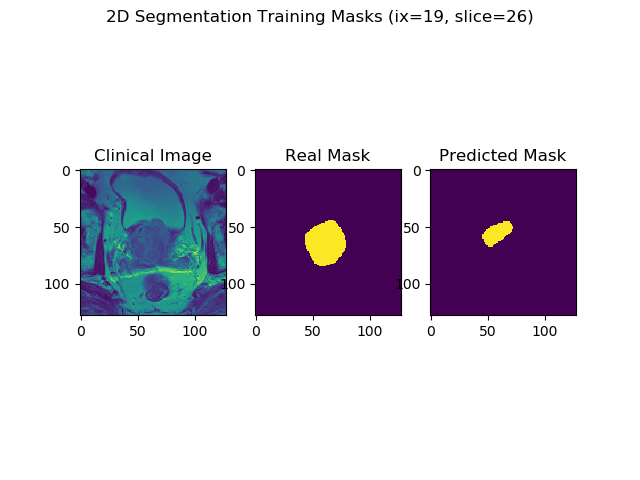 2D Segmentation Training Masks (ix=19, slice=26)
Clinical Image Real Mask Predicted Mask
0 0 0
50 50 50
100 100 100
0 50 100 0 50 100 0 50 100